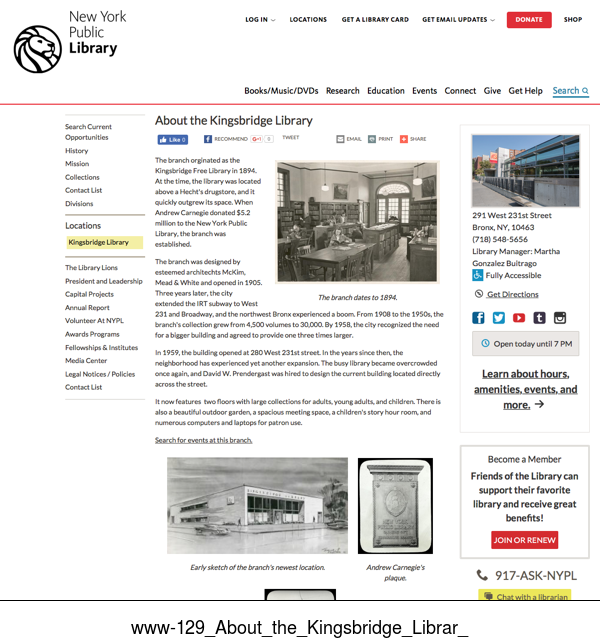 New York
Public
Library
LOG IN
LOCATIONS
GET A LIBRARY CARD
GET EMAIL UPDATES
DONATE
SHOP
Books/Music/DVDs
Research
Education
Events
Connect
Give
Get Help
Search
Search Current
Opportunities
History
Mission
Collections
Contact List
Divisions
Locations
Kingsbridge Library
The Library Lions
President and Leadership
Capital Projects
Annual Report
Volunteer At NYPL
Awards Programs
Fellowships & Institutes
Media Center
Legal Notices / Policies
Contact List
About the Kingsbridge Library
Like 0
RECOMMEND
G+1 0
TWEET
EMAIL
PRINT
SHARE
The branch orginated as the
Kingsbridge Free Library in 1894.
At the time, the library was located
above a Hecht's drugstore, and it
quickly outgrew its space. When
Andrew Carnegie donated $5.2
million to the New York Public
Library, the branch was
established.
The branch dates to 1894.
The branch was designed by
esteemed architechts McKim,
Mead & White and opened in 1905.
Three years later, the city
extended the IRT subway to West
231 and Broadway, and the northwest Bronx experienced a boom. From 1908 to the 1950s, the
branch's collection grew from 4,500 volumes to 30,000. By 1958, the city recognized the need
for a bigger building and agreed to provide one three times larger.
In 1959, the building opened at 280 West 231st street. In the years since then, the
neighborhood has experienced yet another expansion. The busy library became overcrowded
once again, and David W. Prendergast was hired to design the current building located directly
across the street.
It now features two floors with large collections for adults, young adults, and children. There is
also a beautiful outdoor garden, a spacious meeting space, a children's story hour room, and
numerous computers and laptops for patron use.
Search for events at this branch.
Early sketch of the branch's newest location.
Andrew Carnegie's
plaque.
291 West 231st Street
Bronx, NY, 10463
(718) 548-5656
Library Manager: Martha
Gonzalez Buitrago
Fully Accessible
Get Directions
Open today until 7 PM
Learn about hours,
amenities, events, and
more. →
Become a Member
Friends of the Library can
support their favorite
library and receive great
benefits!
JOIN OR RENEW
917-ASK-NYPL
Chat with a librarian
www-129_About_the_Kingsbridge_Librar_